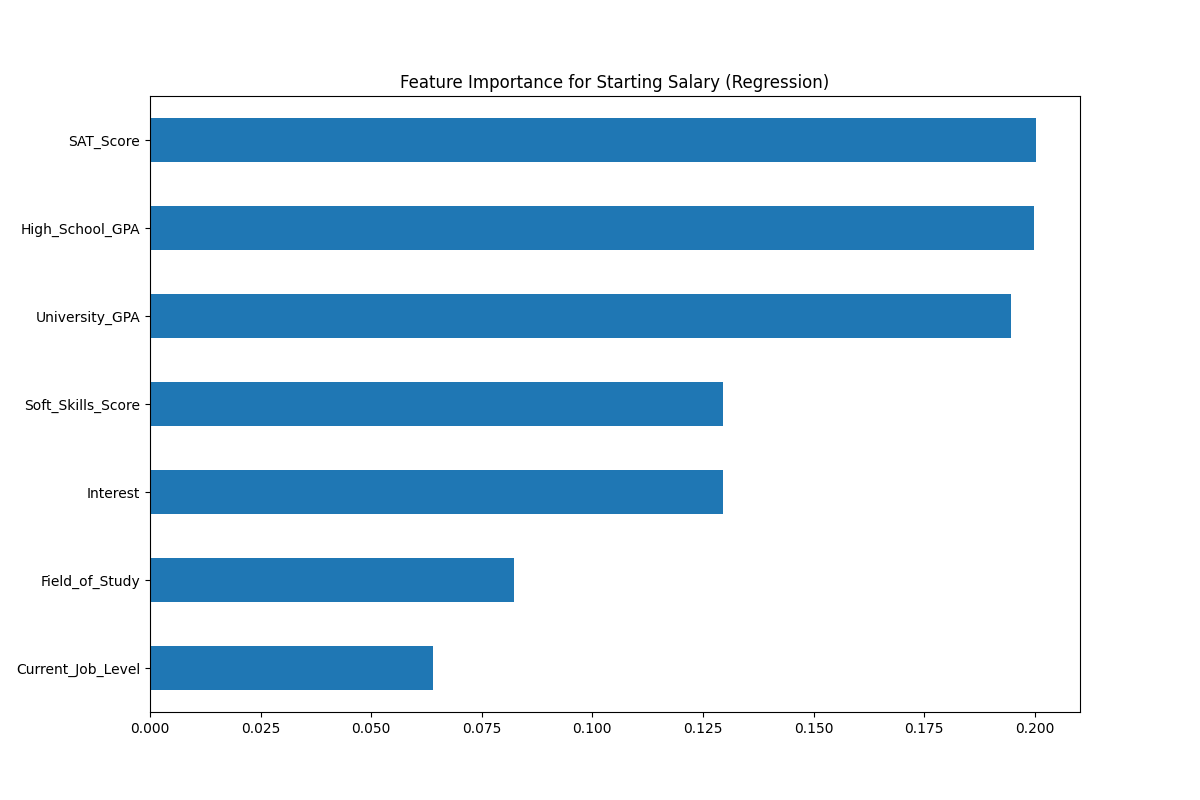 Feature Importance for Starting Salary (Regression)
SAT_Score
High_School_GPA
University_GPA
Soft_Skills_Score
Interest
Field_of_Study
Current_Job_Level
0.000 0.025 0.050 0.075 0.100 0.125 0.150 0.175 0.200